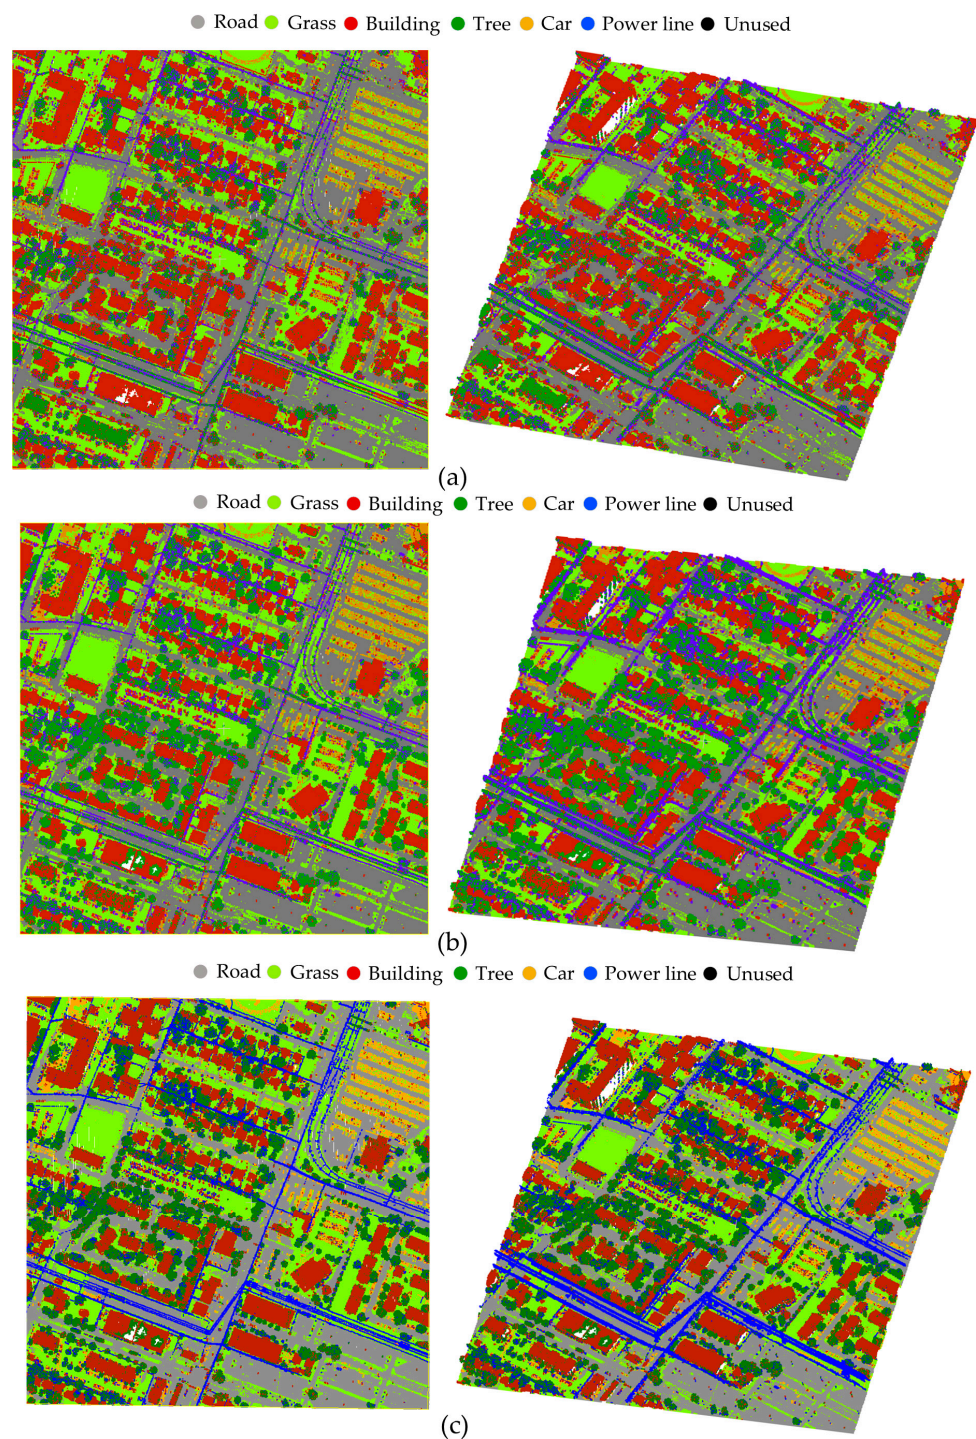 Road Grass Building Tree Car Power line Unused
(a)
Road Grass Building Tree Car Power line Unused
(b)
Road Grass Building Tree Car Power line Unused
(c)